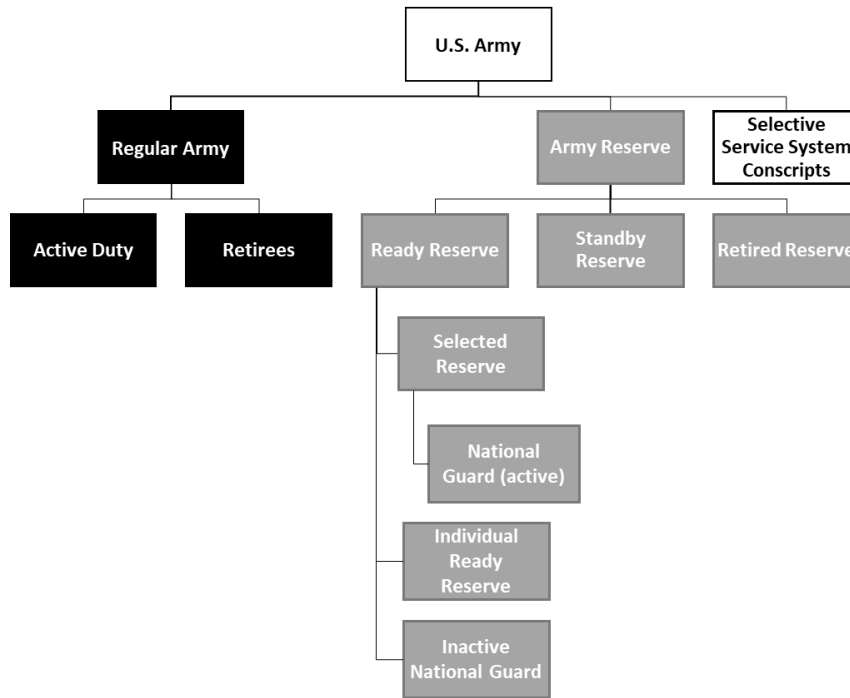 U.S. Army
Regular Army
Army Reserve
Selective
Service System
Conscripts
Active Duty
Retirees
Ready Reserve
Standby
Reserve
Retired Reserve
Selected
Reserve
National
Guard (active)
Individual
Ready
Reserve
Inactive
National Guard